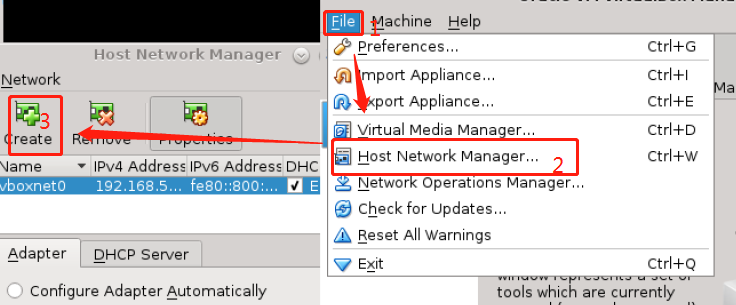 Host Network Manager
Network
3
Create
Remove
Properties
Name
IPv4 Address
IPv6 Address
DHC
vboxnet0
192.168.5...
fe80::800:...
E
Adapter
DHCP Server
Configure Adapter Automatically
File
Machine
Help
1
Preferences...
Ctrl+G
Import Appliance...
Ctrl+I
Export Appliance...
Ctrl+E
Virtual Media Manager...
Ctrl+D
Host Network Manager...
2
Ctrl+W
Network Operations Manager...
Check for Updates...
Reset All Warnings
Exit
Ctrl+Q
Ma
window represents a set of
tools which are currently